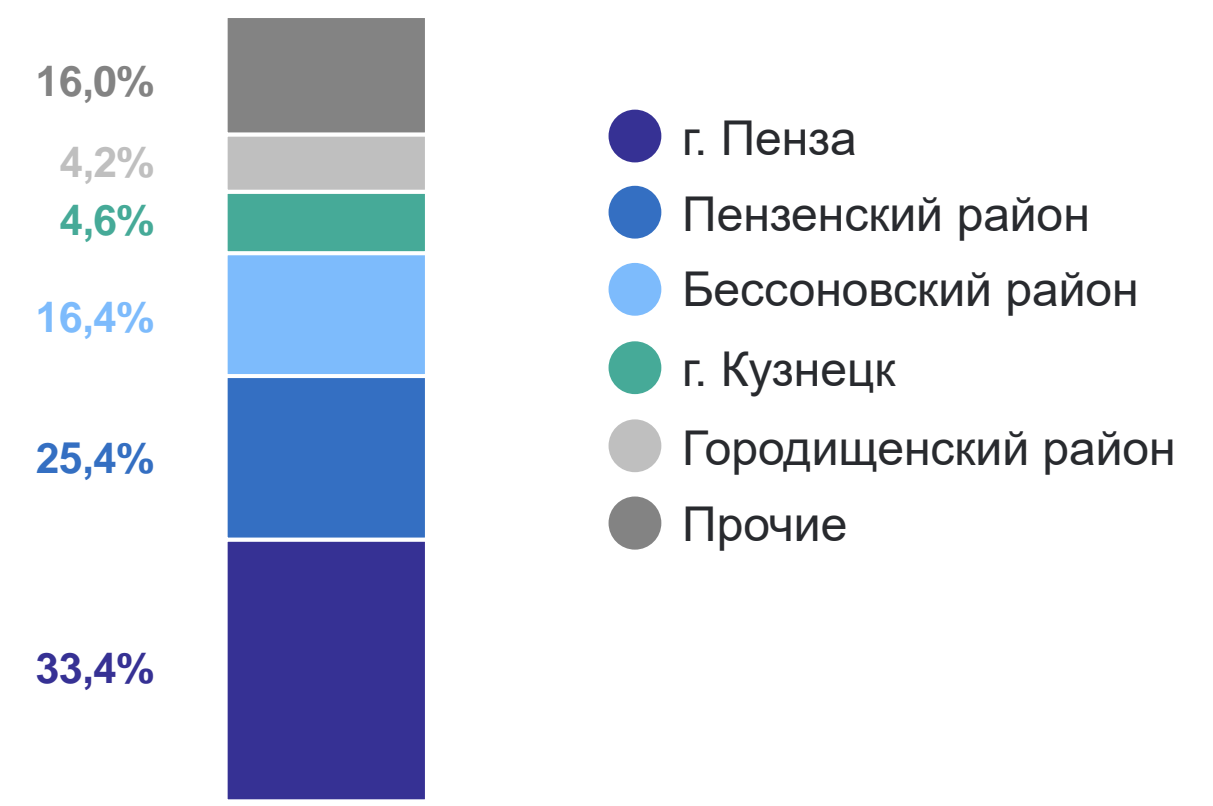 16,0%
4,2%
4,6%
16,4%
25,4%
33,4%
г. Пенза
Пензенский район
Бессоновский район
г. Кузнецк
Городищенский район
Прочие